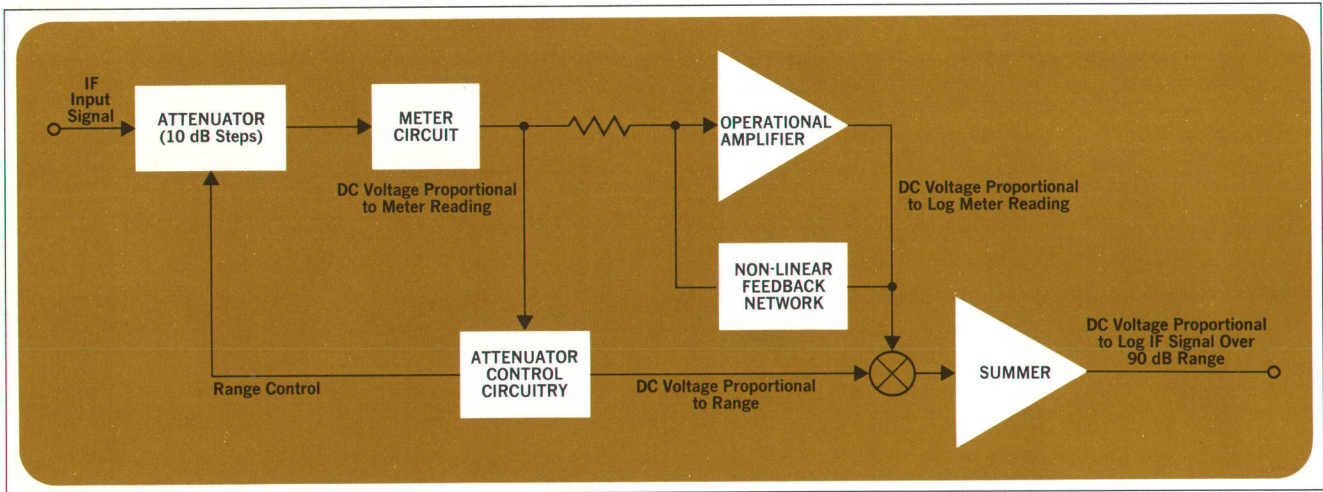 IF
Input
Signal
ATTENUATOR
(10 dB Steps)
METER
CIRCUIT
DC Voltage Proportional
to Meter Reading
OPERATIONAL
AMPLIFIER
DC Voltage Proportional
to Log Meter Reading
NON-LINEAR
FEEDBACK
NETWORK
ATTENUATOR
CONTROL
CIRCUITRY
Range Control
DC Voltage Proportional
to Range
SUMMER
DC Voltage Proportional
to Log IF Signal Over
90 dB Range